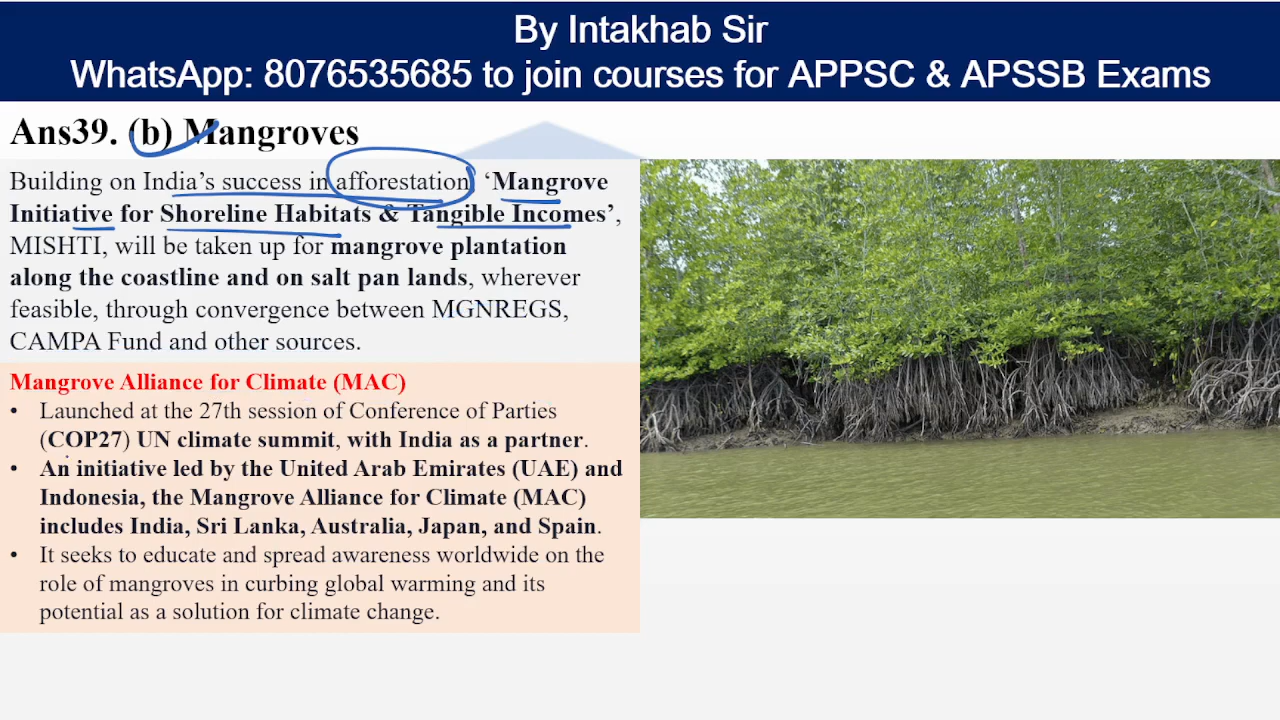 By Intakhab Sir
WhatsApp: 8076535685 to join courses for APPSC & APSSB Exams
Ans39. (b) Mangroves
Building on India's success in afforestation, ‘Mangrove
Initiative for Shoreline Habitats & Tangible Incomes’,
MISHTI, will be taken up for mangrove plantation
along the coastline and on salt pan lands, wherever
feasible, through convergence between MGNREGS,
CAMPA Fund and other sources.
Mangrove Alliance for Climate (MAC)
• Launched at the 27th session of Conference of Parties
(COP27) UN climate summit, with India as a partner.
• An initiative led by the United Arab Emirates (UAE) and
Indonesia, the Mangrove Alliance for Climate (MAC)
includes India, Sri Lanka, Australia, Japan, and Spain.
• It seeks to educate and spread awareness worldwide on the
role of mangroves in curbing global warming and its
potential as a solution for climate change.